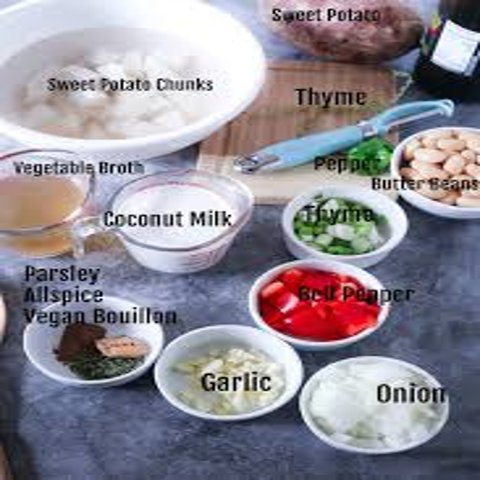 Sweet Potato
Sweet Potato Chunks
Thyme
Pepper
Vegetable Broth
Butter Beans
Coconut Milk
Thyme
Parsley
Allspice
Vegan Bouillon
Bell Pepper
Garlic
Onion